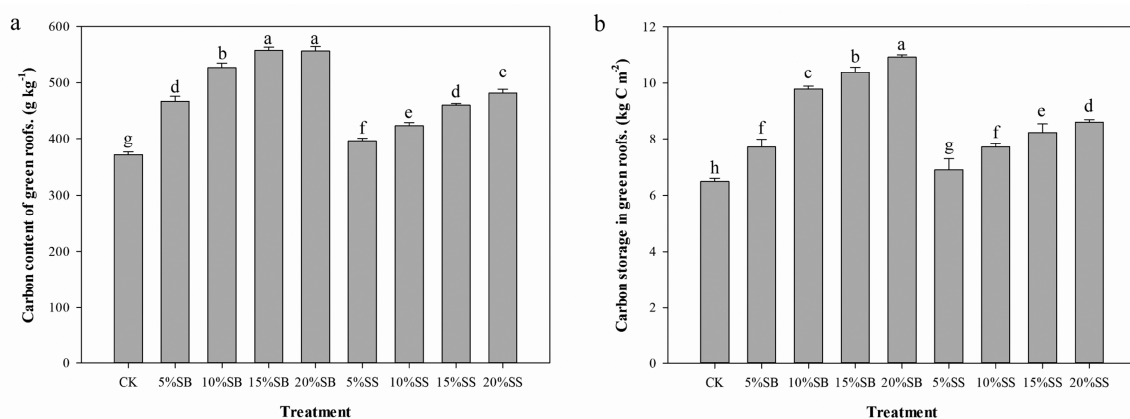 a
Carbon content of green roofs. (g kg⁻¹)
600
500
400
300
200
100
0
g
d
b
a
a
f
e
d
c
CK 5%SB 10%SB 15%SB 20%SB 5%SS 10%SS 15%SS 20%SS
Treatment
b
Carbon storage in green roofs. (kg C m⁻²)
12
10
8
6
4
2
0
h
f
c
b
a
g
f
e
d
CK 5%SB 10%SB 15%SB 20%SB 5%SS 10%SS 15%SS 20%SS
Treatment